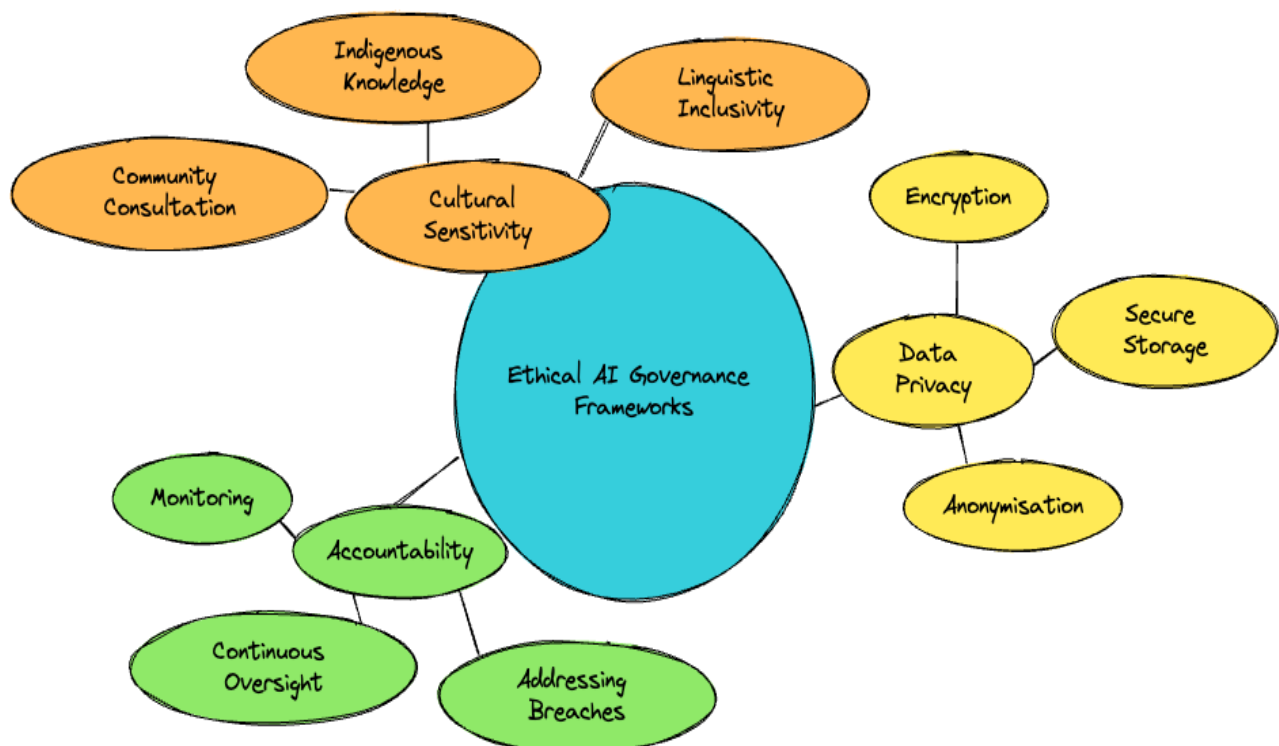 Indigenous
Knowledge
Linguistic
Inclusivity
Community
Consultation
Cultural
Sensitivity
Encryption
Secure
Storage
Data
Privacy
Ethical AI Governance
Frameworks
Anonymisation
Monitoring
Accountability
Continuous
Oversight
Addressing
Breaches